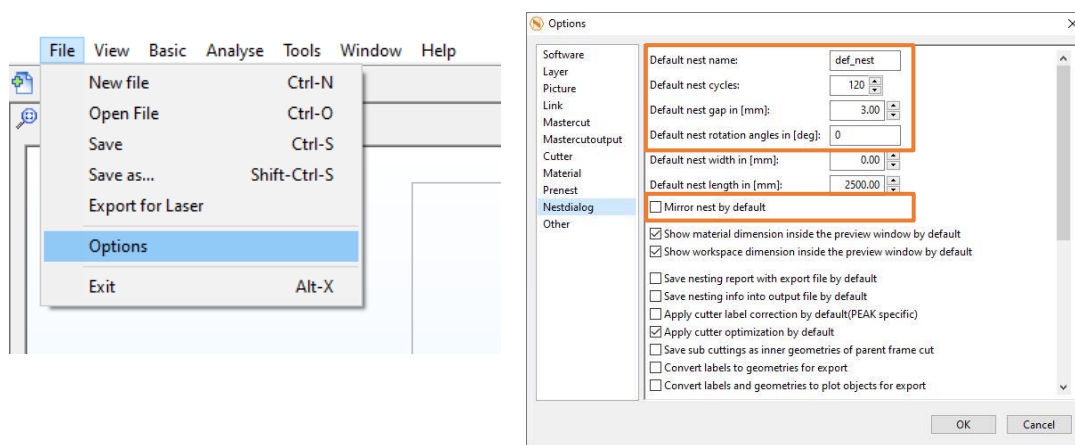 File View Basic Analyse Tools Window Help
New file Ctrl-N
Open File Ctrl-O
Save Ctrl-S
Save as... Shift-Ctrl-S
Export for Laser
Options
Exit Alt-X
Options
Software
Layer
Picture
Link
Mastercut
Mastercutoutput
Cutter
Material
Prenest
Nestdialog
Other
Default nest name: def_nest
Default nest cycles: 120
Default nest gap in [mm]: 3.00
Default nest rotation angles in [deg]: 0
Default nest width in [mm]: 0.00
Default nest length in [mm]: 2500.00
Mirror nest by default
Show material dimension inside the preview window by default
Show workspace dimension inside the preview window by default
Save nesting report with export file by default
Save nesting info into output file by default
Apply cutter label correction by default(PEAK specific)
Apply cutter optimization by default
Save sub cuttings as inner geometries of parent frame cut
Convert labels to geometries for export
Convert labels and geometries to plot objects for export
OK Cancel